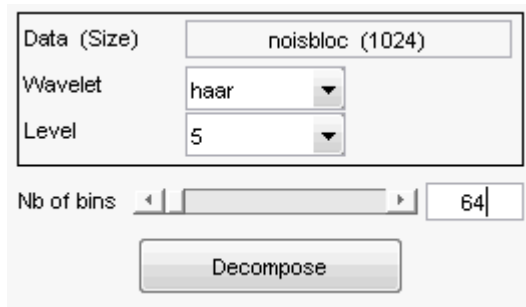 Data (Size) noisbloc (1024)
Wavelet haar
Level 5
Nb of bins 64
Decompose